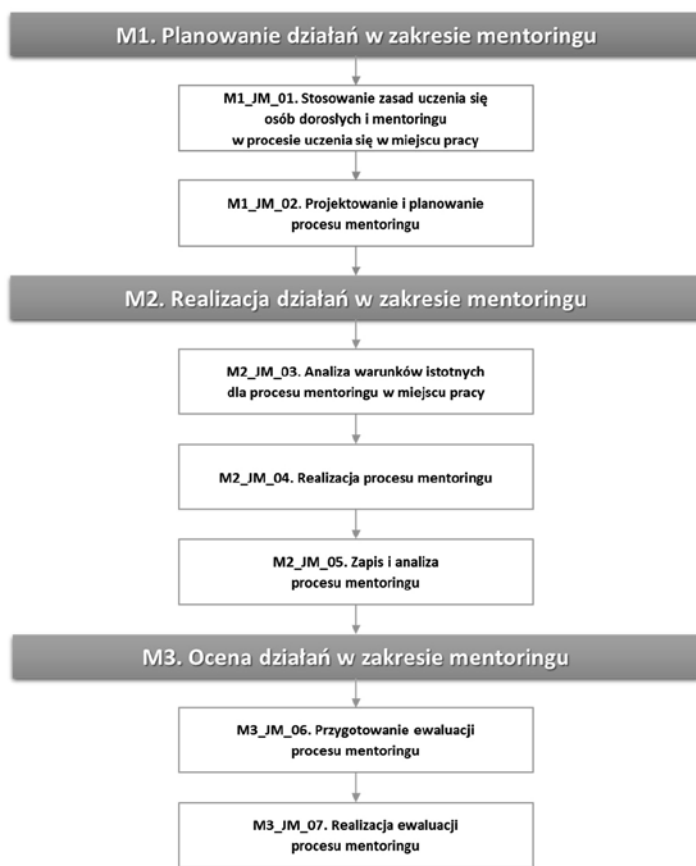 M1. Planowanie działań w zakresie mentoringu
M1_JM_01. Stosowanie zasad uczenia się
osób dorosłych i mentoringu
w procesie uczenia się w miejscu pracy
M1_JM_02. Projektowanie i planowanie
procesu mentoringu
M2. Realizacja działań w zakresie mentoringu
M2_JM_03. Analiza warunków istotnych
dla procesu mentoringu w miejscu pracy
M2_JM_04. Realizacja procesu mentoringu
M2_JM_05. Zapis i analiza
procesu mentoringu
M3. Ocena działań w zakresie mentoringu
M3_JM_06. Przygotowanie ewaluacji
procesu mentoringu
M3_JM_07. Realizacja ewaluacji
procesu mentoringu